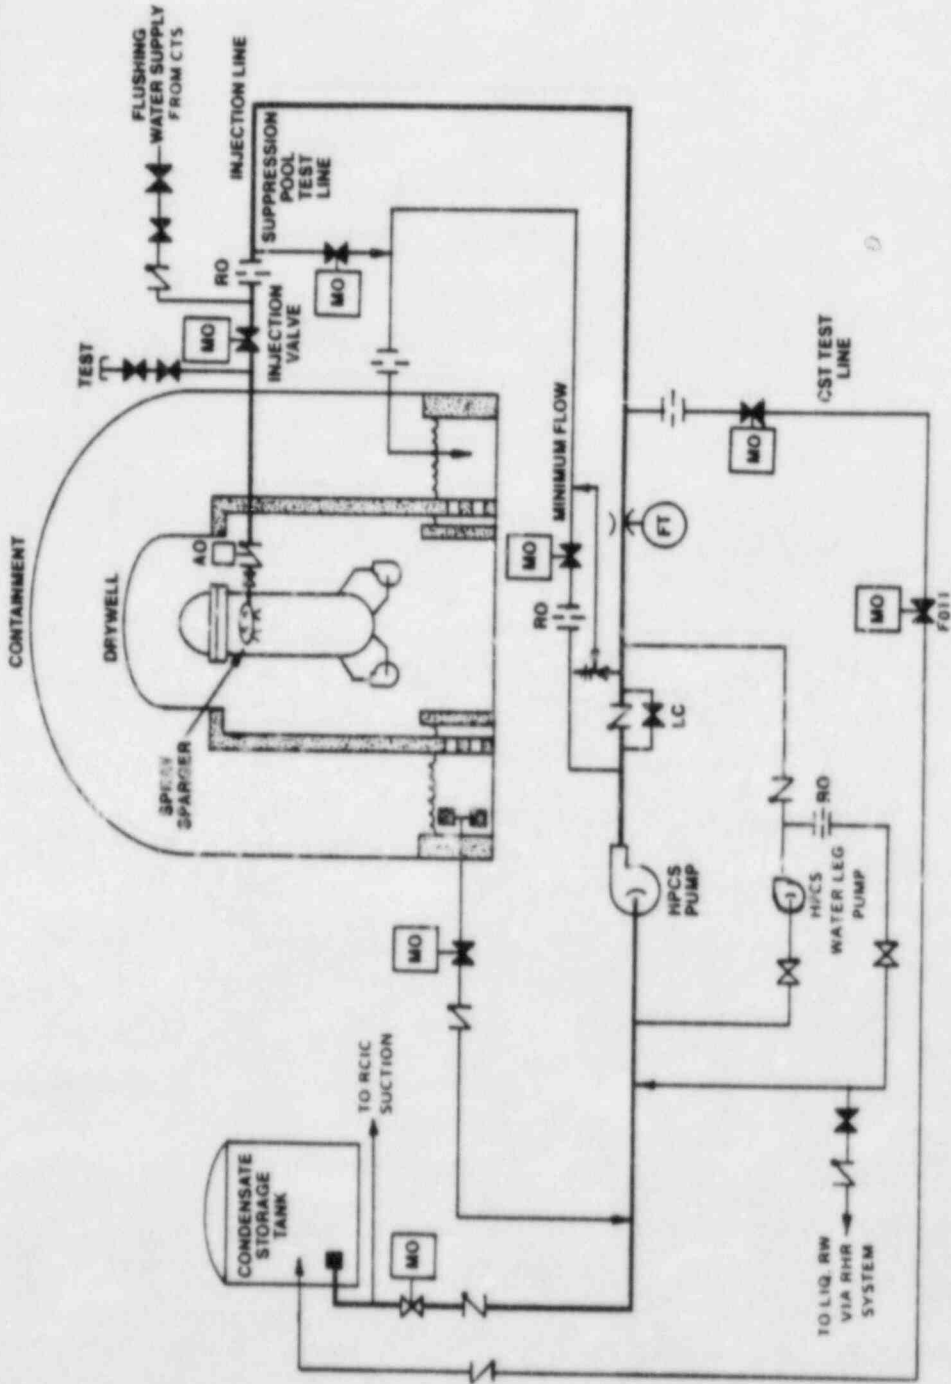 CONTAINMENT
DRYWELL
SPRAY
SPARGER
AO
TEST
FLUSHING
WATER SUPPLY
FROM CTS
MO
INJECTION
VALVE
RO
INJECTION LINE
SUPPRESSION
POOL
TEST
LINE
MO
CONDENSATE
STORAGE
TANK
TO RCIC
SUCTION
MO
MO
HPCS
PUMP
RO
MO
MINIMUM FLOW
LC
FT
MO
CST TEST
LINE
HPCS
WATER LEG
PUMP
RO
TO LIQ. RW
VIA RHR
SYSTEM
MO
F011